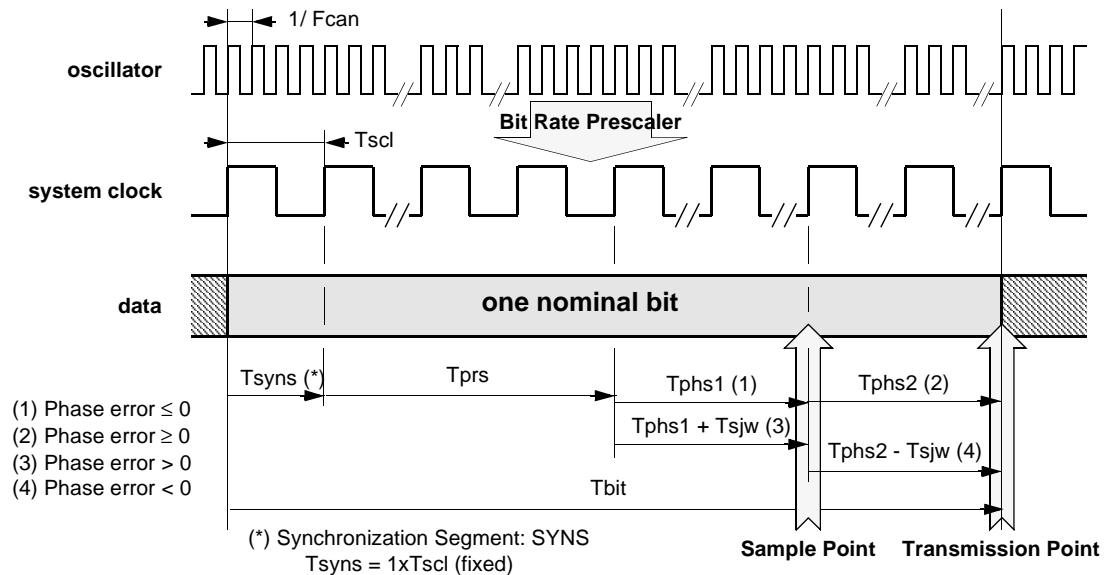 1/ Fcan
oscillator
Bit Rate Prescaler
Tscl
system clock
data
one nominal bit
Tsyns (*)
Tprs
Tphs1 (1)
Tphs2 (2)
(1) Phase error ≤ 0
(2) Phase error ≥ 0
(3) Phase error > 0
(4) Phase error < 0
Tphs1 + Tsjw (3)
Tphs2 - Tsjw (4)
Tbit
(*) Synchronization Segment: SYNS
Tsyns = 1xTscl (fixed)
Sample Point
Transmission Point